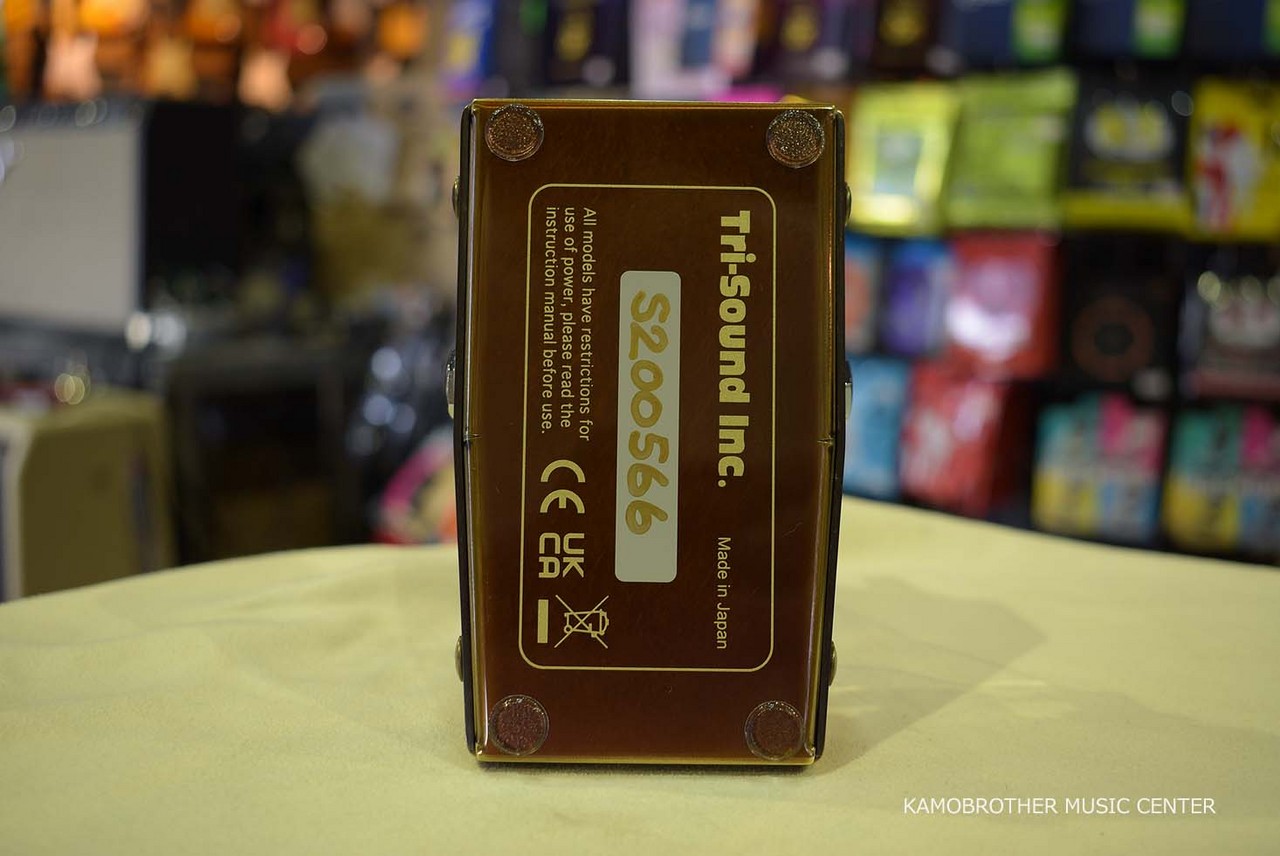 Tri-Sound Inc.
Made in Japan
S200566
All models have restrictions for
use of power, please read the
instruction manual before use.
CE
UK
CA
KAMOBROTHER MUSIC CENTER